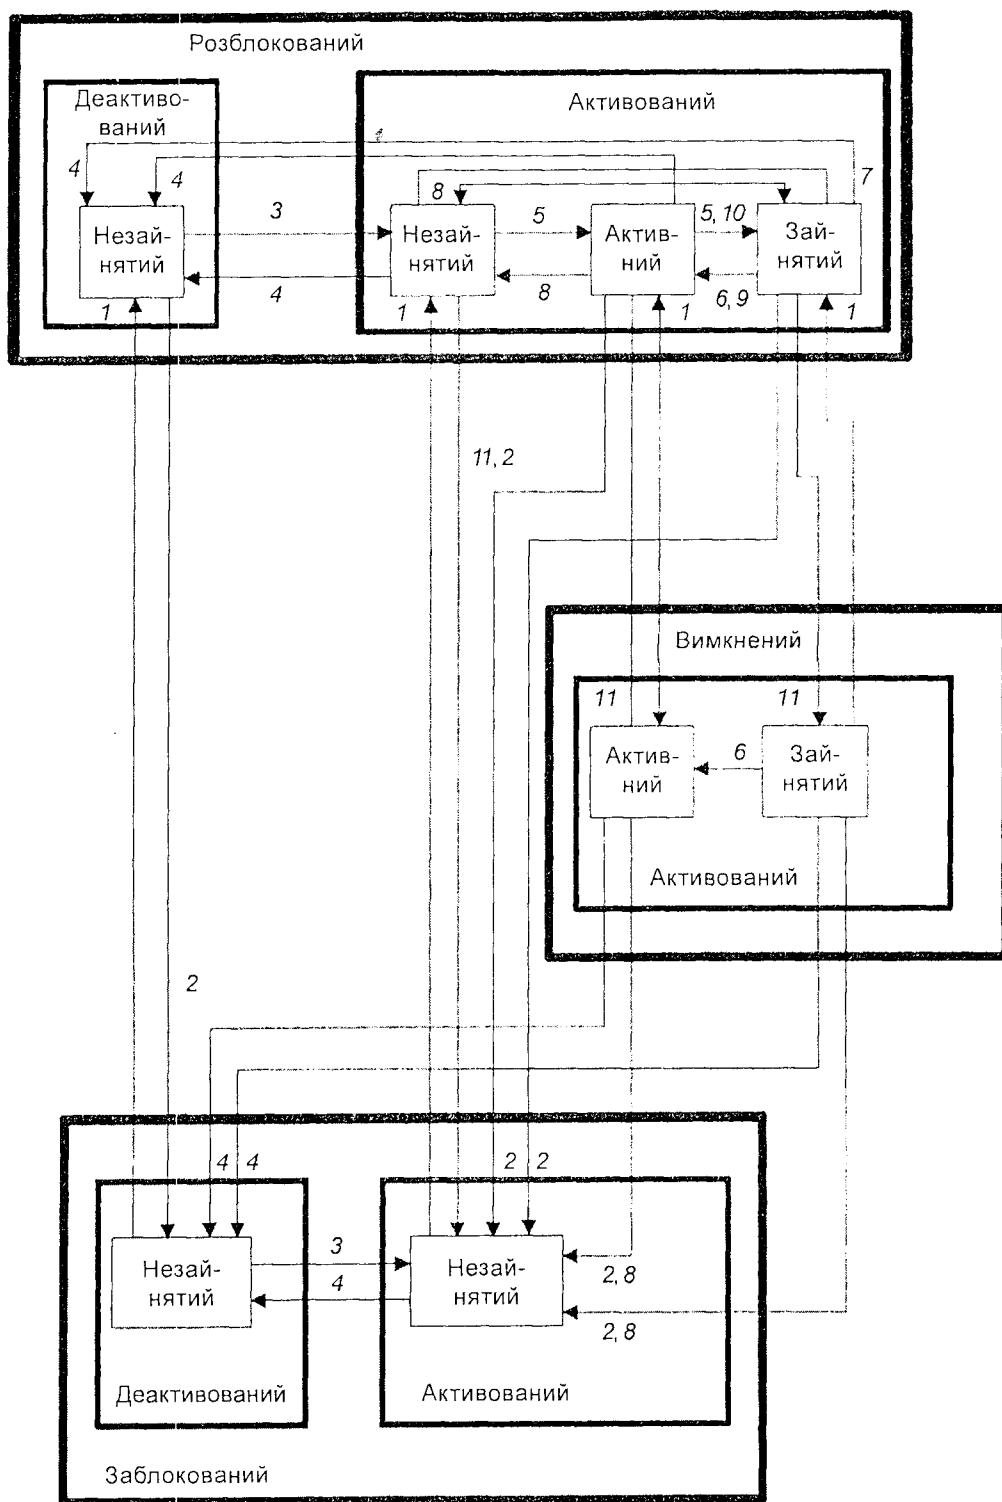 Розблокований
Деактиво-
ваний
Активований
4
4
4
3
8
5
5, 10
7
Незай-
нятий
Незай-
нятий
Актив-
ний
Зай-
нятий
4
8
6, 9
1
1
1
1
11, 2
Вимкнений
11
11
Актив-
ний
6
Зай-
нятий
Активований
2
4
4
2
2
Незай-
нятий
3
4
Незай-
нятий
2, 8
2, 8
Деактивований
Активований
Заблокований